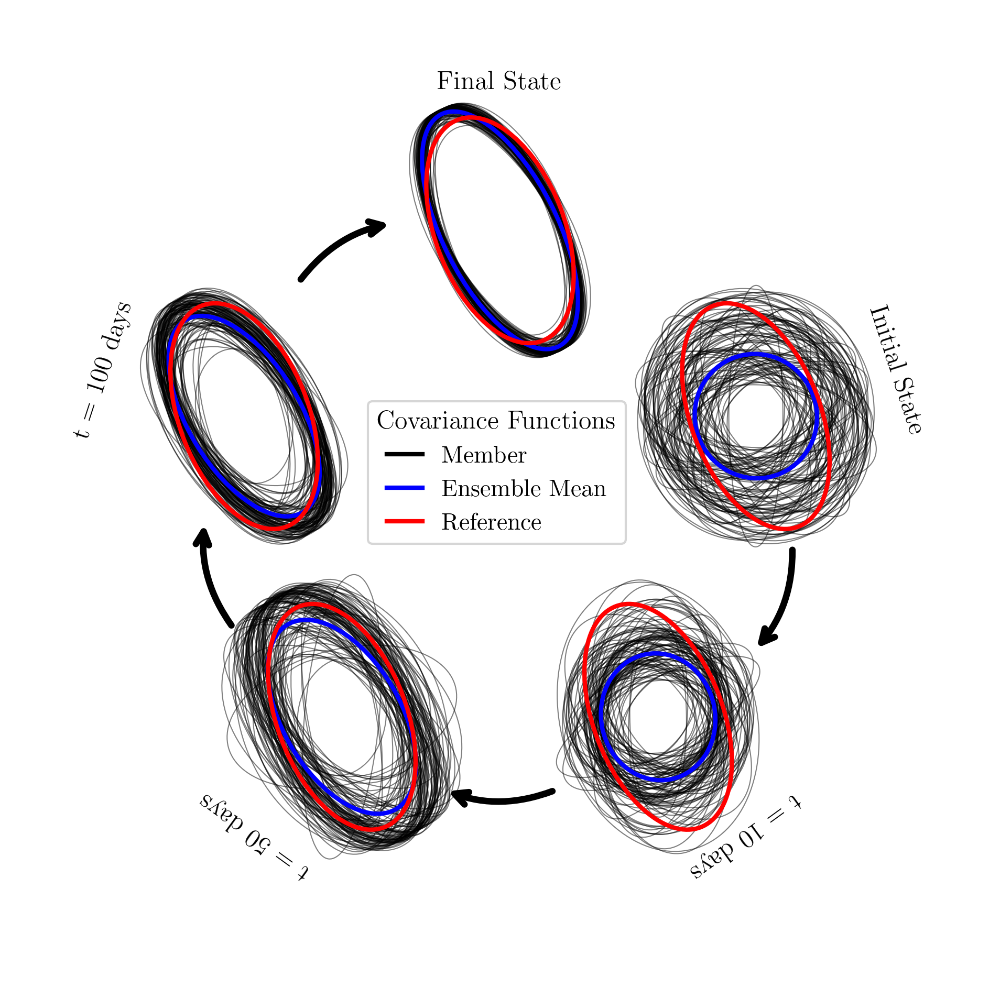 Final State
Initial State
t = 10 days
t = 50 days
t = 100 days
Covariance Functions
Member
Ensemble Mean
Reference